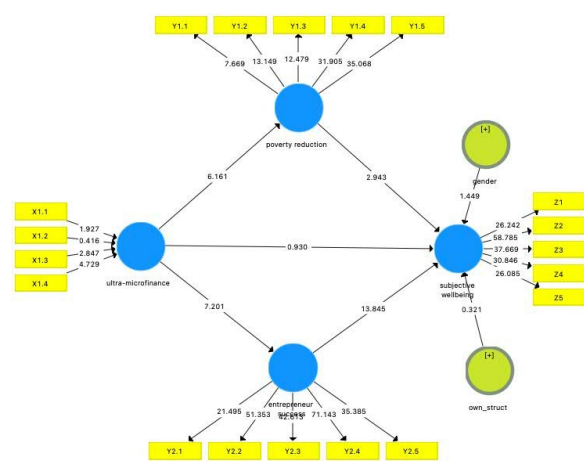 Y1.1 Y1.2 Y1.3 Y1.4 Y1.5
7.669 13.149 12.479 31.905 35.068
poverty reduction
[+]
gender
6.161 2.943
1.449
X1.1
X1.2
X1.3
X1.4
1.927
0.416
2.847
4.729
ultra-microfinance
0.930
26.242
58.785
37.669
30.846
26.085
Z1
Z2
Z3
Z4
Z5
subjective
wellbeing
7.201 13.845
0.321
[+]
own_struct
entrepreneur
success
21.495 51.353 42.613 71.143 35.385
Y2.1 Y2.2 Y2.3 Y2.4 Y2.5